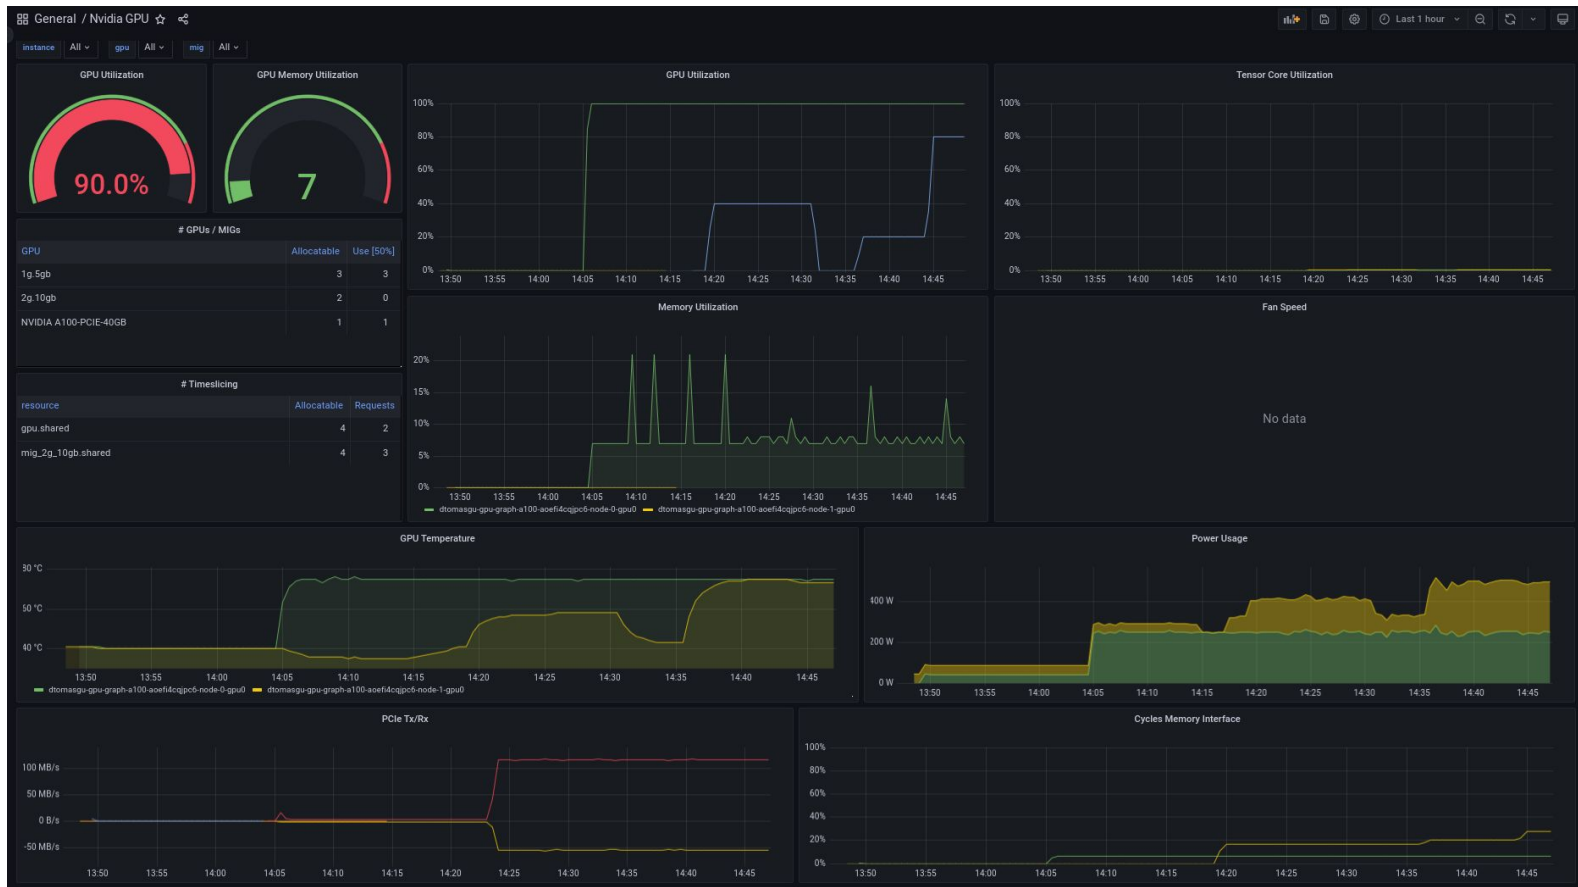 General / Nvidia GPU
Last 1 hour
instance All gpu All mig All
GPU Utilization
90.0%
GPU Memory Utilization
7
# GPUs / MIGs
GPU Allocatable Use [50%]
1g.5gb 3 3
2g.10gb 2 0
NVIDIA A100-PCIE-40GB 1 1
# Timeslicing
resource Allocatable Requests
gpu.shared 4 2
mig_2g_10gb.shared 4 3
GPU Utilization
100%
80%
60%
40%
20%
0%
13:50 13:55 14:00 14:05 14:10 14:15 14:20 14:25 14:30 14:35 14:40 14:45
Tensor Core Utilization
100%
80%
60%
40%
20%
0%
13:50 13:55 14:00 14:05 14:10 14:15 14:20 14:25 14:30 14:35 14:40 14:45
Memory Utilization
20%
15%
10%
5%
0%
13:50 13:55 14:00 14:05 14:10 14:15 14:20 14:25 14:30 14:35 14:40 14:45
dtomasgu-gpu-graph-a100-aoefi4cqjpc6-node-0-gpu0 dtomasgu-gpu-graph-a100-aoefi4cqjpc6-node-1-gpu0
Fan Speed
No data
GPU Temperature
80 °C
60 °C
40 °C
13:50 13:55 14:00 14:05 14:10 14:15 14:20 14:25 14:30 14:35 14:40 14:45
dtomasgu-gpu-graph-a100-aoefi4cqjpc6-node-0-gpu0 dtomasgu-gpu-graph-a100-aoefi4cqjpc6-node-1-gpu0
Power Usage
400 W
200 W
0 W
13:50 13:55 14:00 14:05 14:10 14:15 14:20 14:25 14:30 14:35 14:40 14:45
PCIe Tx/Rx
100 MB/s
50 MB/s
0 B/s
-50 MB/s
13:50 13:55 14:00 14:05 14:10 14:15 14:20 14:25 14:30 14:35 14:40 14:45
Cycles Memory Interface
100%
80%
60%
40%
20%
0%
13:50 13:55 14:00 14:05 14:10 14:15 14:20 14:25 14:30 14:35 14:40 14:45